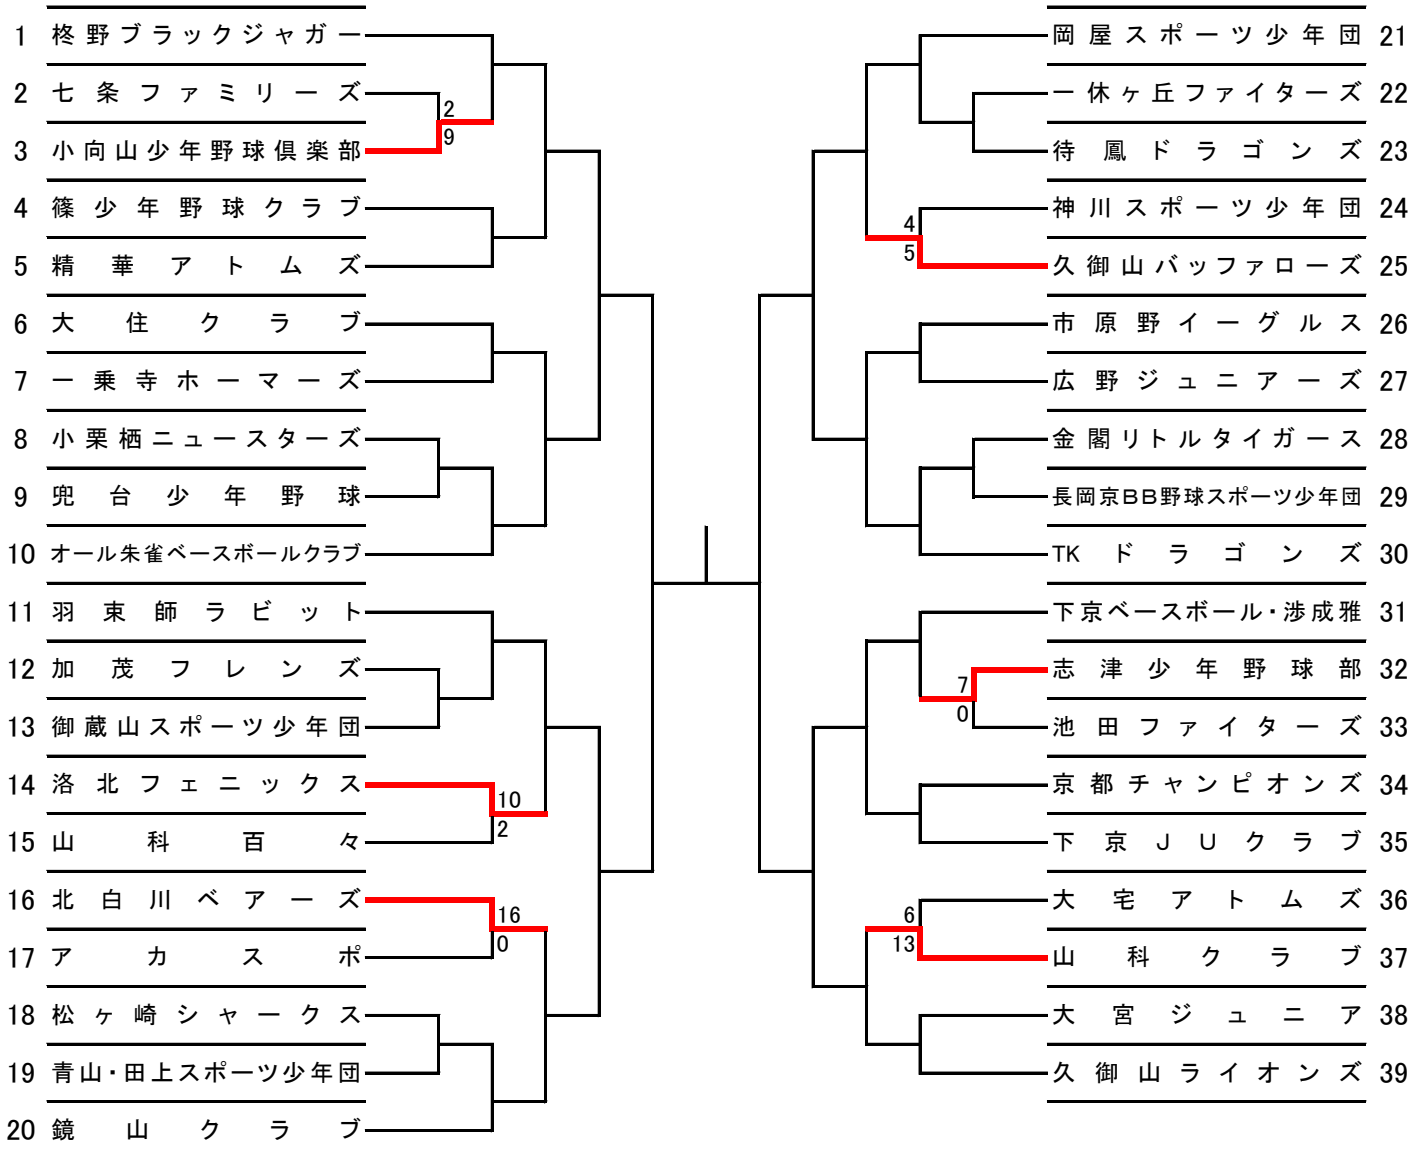 1 柊野ブラックジャガー
2 七条ファミリーズ
2
9
3 小向山少年野球倶楽部
4 篠少年野球クラブ
5 精華アトムズ
6 大住クラブ
7 一乗寺ホーマーズ
8 小栗栖ニュースターズ
9 兜台少年野球
10 オール朱雀ベースボールクラブ
11 羽束師ラビット
12 加茂フレンズ
13 御蔵山スポーツ少年団
14 洛北フェニックス
10
2
15 山科百々
16 北白川ベアーズ
16
0
17 アカスポ
18 松ヶ崎シャークス
19 青山・田上スポーツ少年団
20 鏡山クラブ
岡屋スポーツ少年団 21
一休ヶ丘ファイターズ 22
待鳳ドラゴンズ 23
神川スポーツ少年団 24
4
5
久御山バッファローズ 25
市原野イーグルス 26
広野ジュニアーズ 27
金閣リトルタイガース 28
長岡京BB野球スポーツ少年団 29
TKドラゴンズ 30
下京ベースボール・渉成雅 31
志津少年野球部 32
7
0
池田ファイターズ 33
京都チャンピオンズ 34
下京JUクラブ 35
大宅アトムズ 36
6
13
山科クラブ 37
大宮ジュニア 38
久御山ライオンズ 39